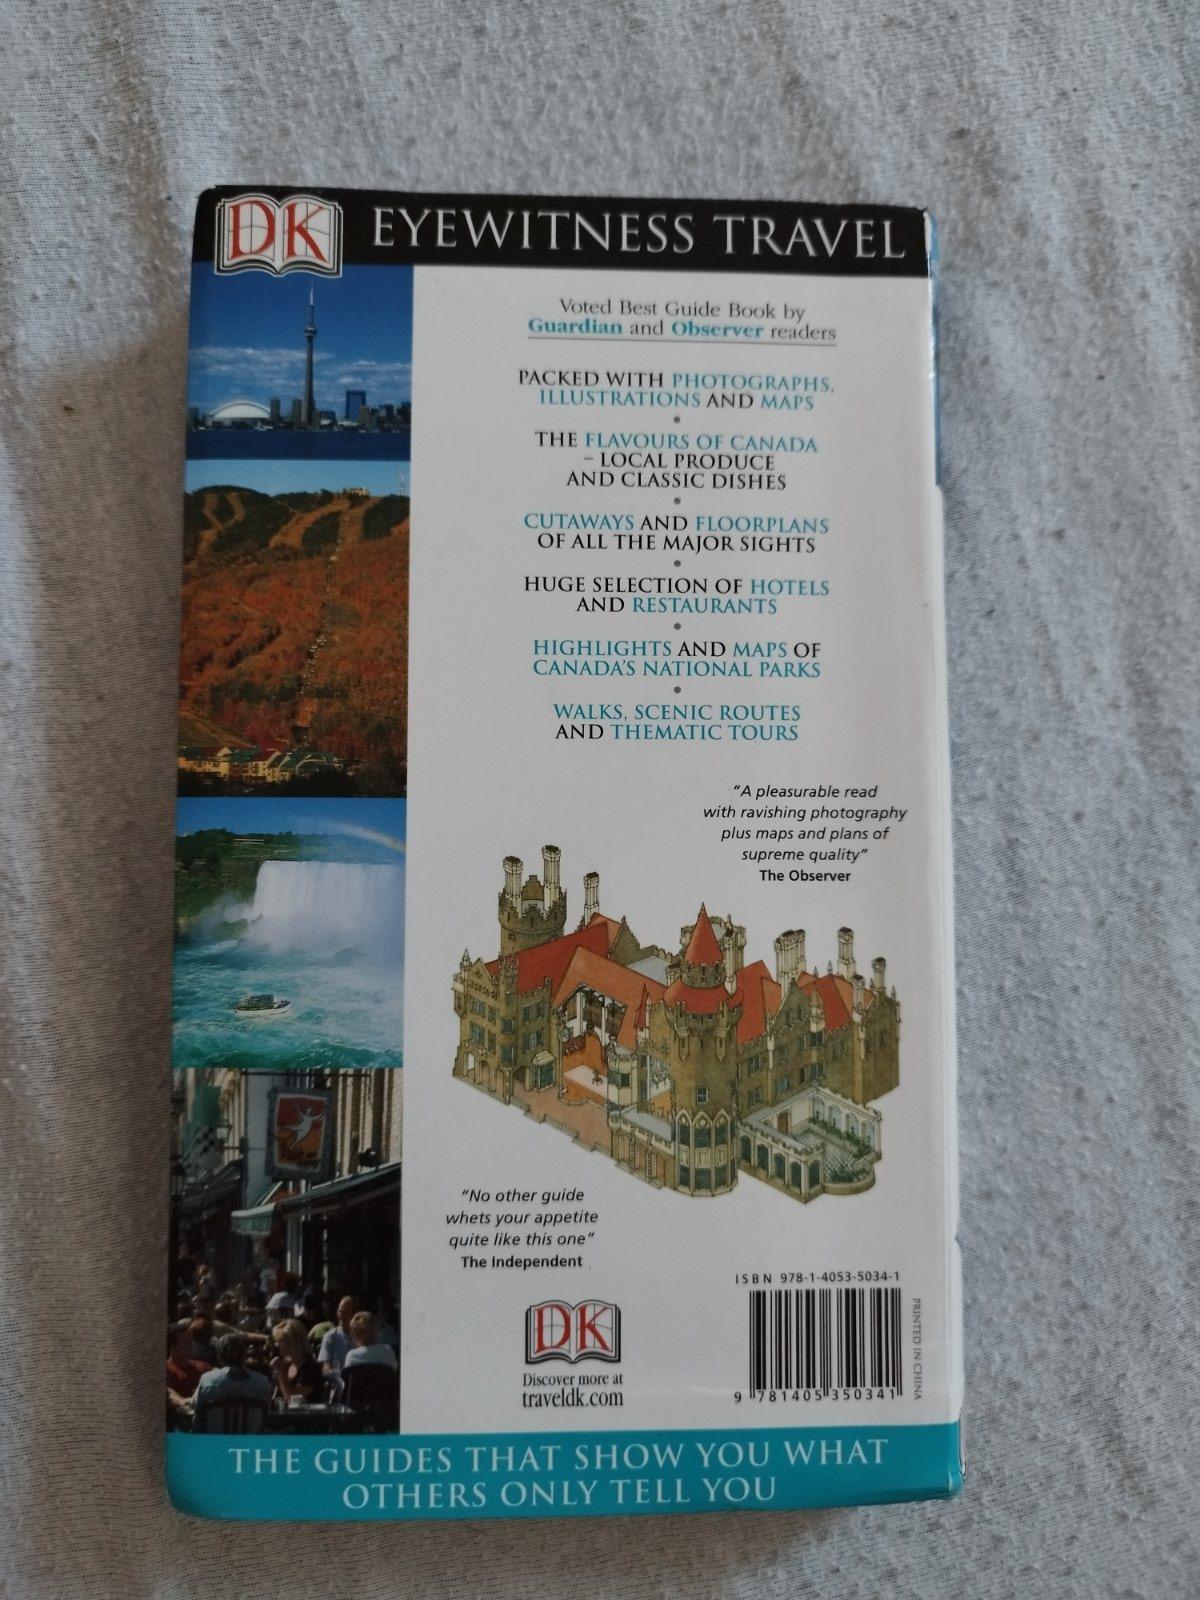 DK EYEWITNESS TRAVEL
Voted Best Guide Book by
Guardian and Observer readers
PACKED WITH PHOTOGRAPHS,
ILLUSTRATIONS AND MAPS
•
THE FLAVOURS OF CANADA
– LOCAL PRODUCE
AND CLASSIC DISHES
•
CUTAWAYS AND FLOORPLANS
OF ALL THE MAJOR SIGHTS
•
HUGE SELECTION OF HOTELS
AND RESTAURANTS
•
HIGHLIGHTS AND MAPS OF
CANADA'S NATIONAL PARKS
•
WALKS, SCENIC ROUTES
AND THEMATIC TOURS
"A pleasurable read
with ravishing photography
plus maps and plans of
supreme quality"
The Observer
"No other guide
whets your appetite
quite like this one"
The Independent
DK
Discover more at
traveldk.com
ISBN 978-1-4053-5034-1
9 781405 350341
PRINTED IN CHINA
THE GUIDES THAT SHOW YOU WHAT
OTHERS ONLY TELL YOU